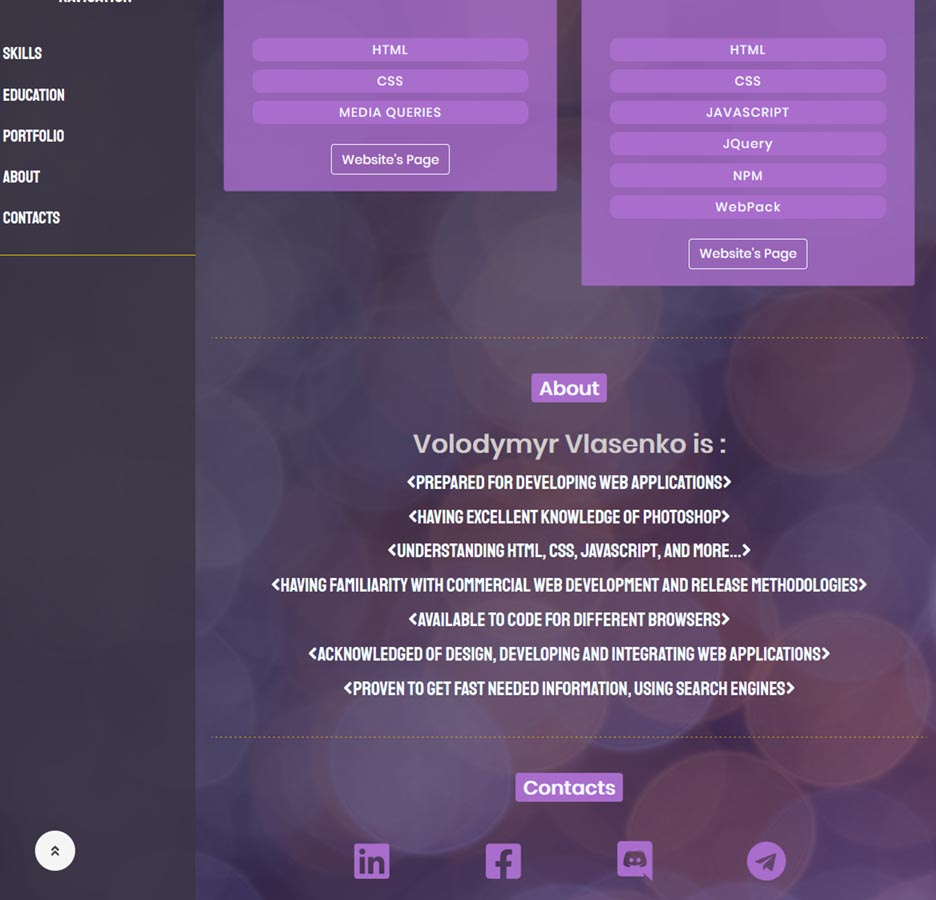 NAVIGATION
SKILLS
EDUCATION
PORTFOLIO
ABOUT
CONTACTS
HTML
CSS
MEDIA QUERIES
Website's Page
HTML
CSS
JAVASCRIPT
JQuery
NPM
WebPack
Website's Page
About
Volodymyr Vlasenko is :
<PREPARED FOR DEVELOPING WEB APPLICATIONS>
<HAVING EXCELLENT KNOWLEDGE OF PHOTOSHOP>
<UNDERSTANDING HTML, CSS, JAVASCRIPT, AND MORE...>
<HAVING FAMILIARITY WITH COMMERCIAL WEB DEVELOPMENT AND RELEASE METHODOLOGIES>
<AVAILABLE TO CODE FOR DIFFERENT BROWSERS>
<ACKNOWLEDGED OF DESIGN, DEVELOPING AND INTEGRATING WEB APPLICATIONS>
<PROVEN TO GET FAST NEEDED INFORMATION, USING SEARCH ENGINES>
Contacts
in